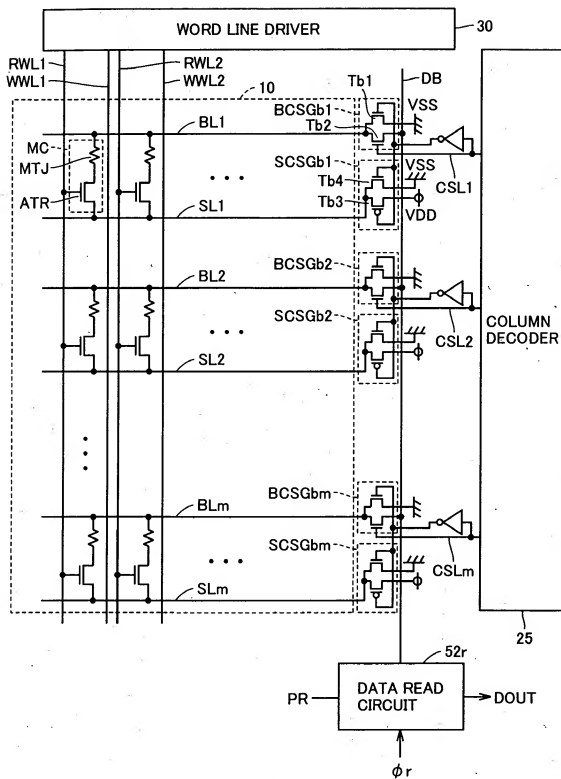 WORD LINE DRIVER
30
RWL1
WWL1
RWL2
WWL2
10
BCSGb1
Tb1
Tb2
DB
VSS
BL1
MC
MTJ
ATR
SCSGb1
Tb4
Tb3
VSS
VDD
CSL1
SL1
BCSGb2
BL2
SCSGb2
CSL2
SL2
COLUMN
DECODER
BCSGbm
BLm
SCSGbm
CSLm
SLm
25
52r
PR
DATA READ
CIRCUIT
DOUT
φr